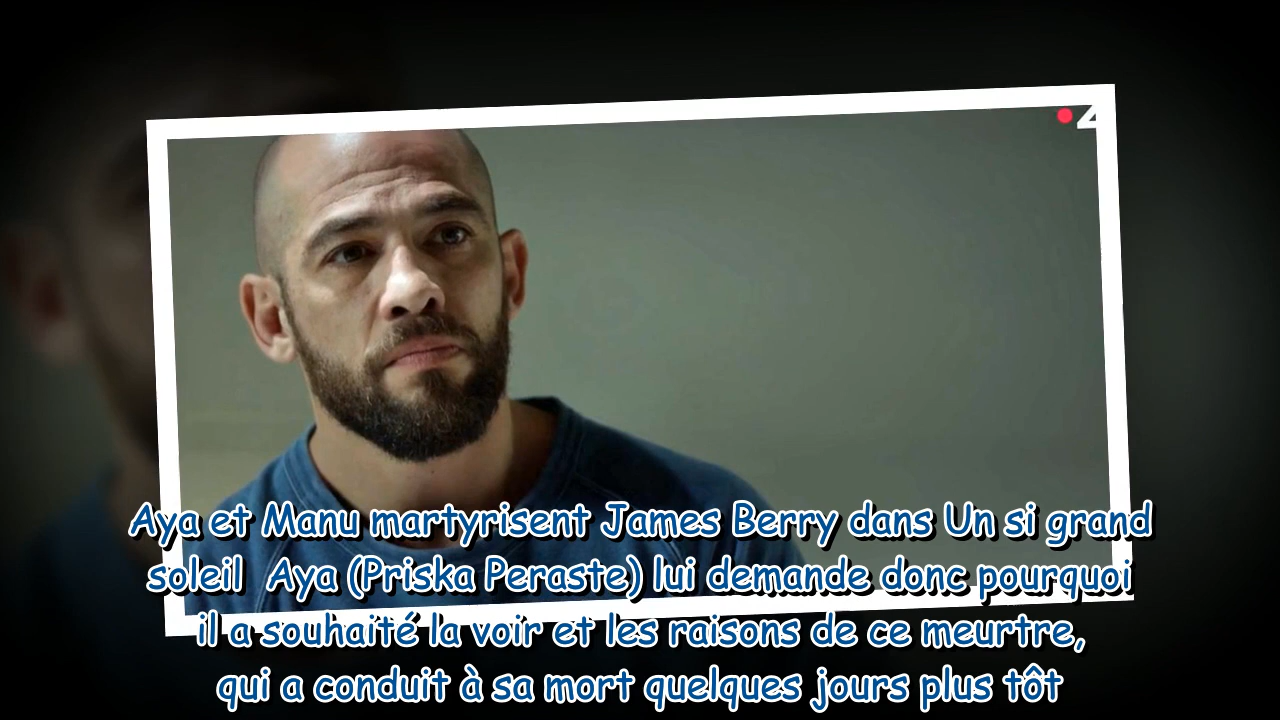 Aya et Manu martyrisent James Berry dans Un si grand
soleil  Aya (Priska Peraste) lui demande donc pourquoi
il a souhaité la voir et les raisons de ce meurtre,
qui a conduit à sa mort quelques jours plus tôt